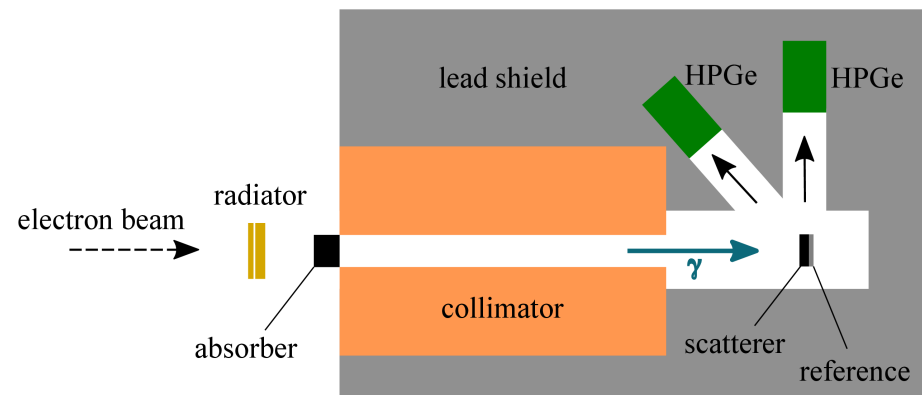 lead shield
HPGe
HPGe
radiator
electron beam
γ
collimator
absorber
scatterer
reference